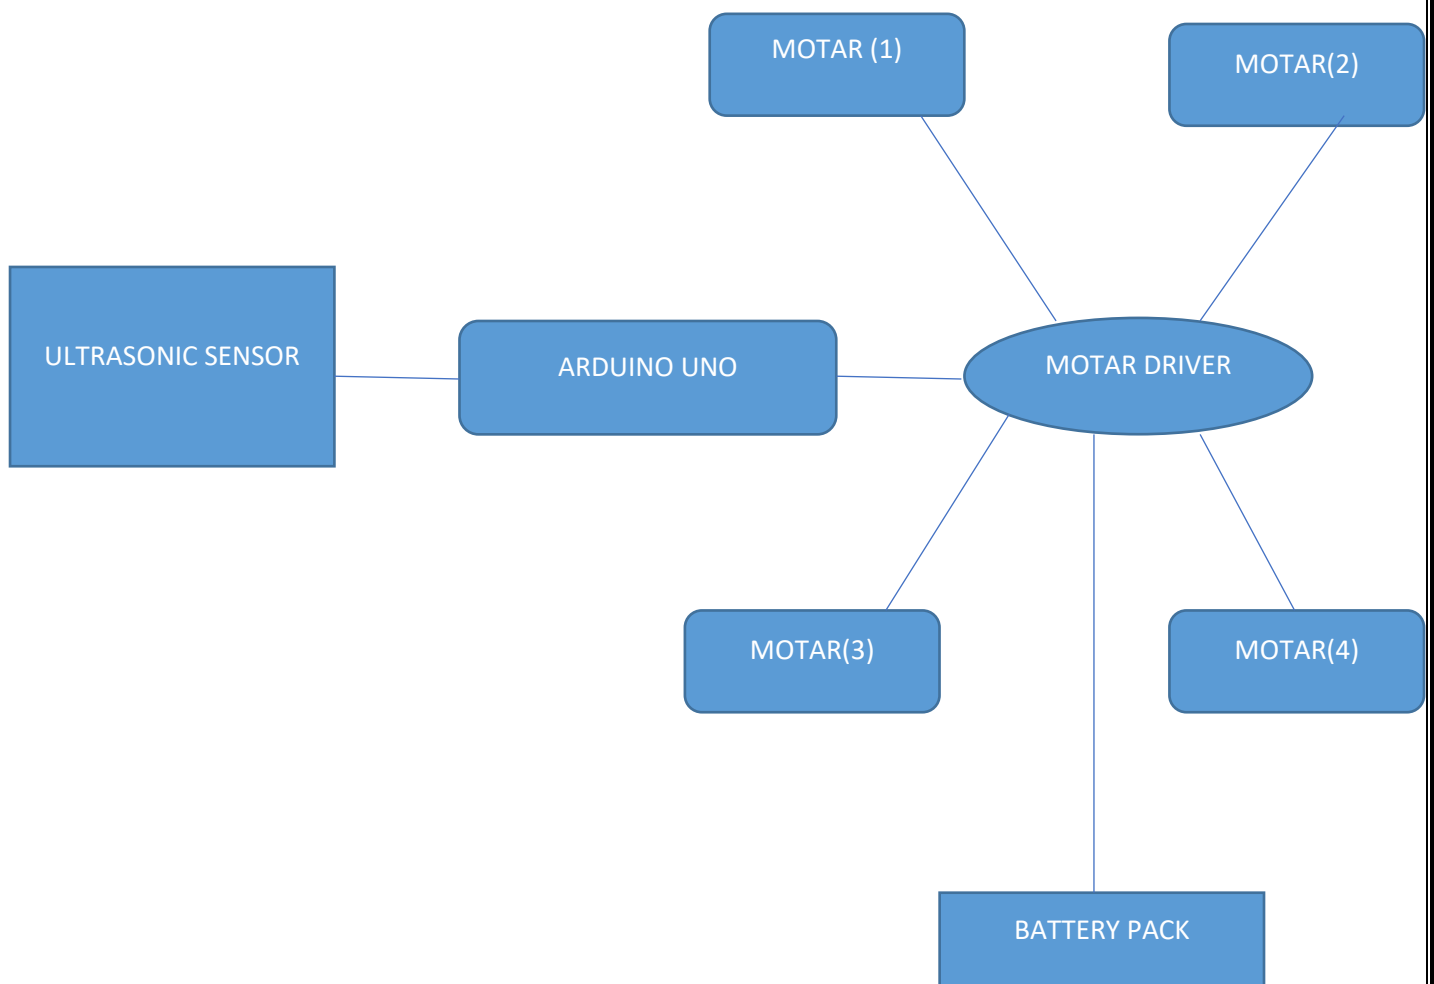 MOTAR (1)
MOTAR(2)
ULTRASONIC SENSOR
ARDUINO UNO
MOTAR DRIVER
MOTAR(3)
MOTAR(4)
BATTERY PACK